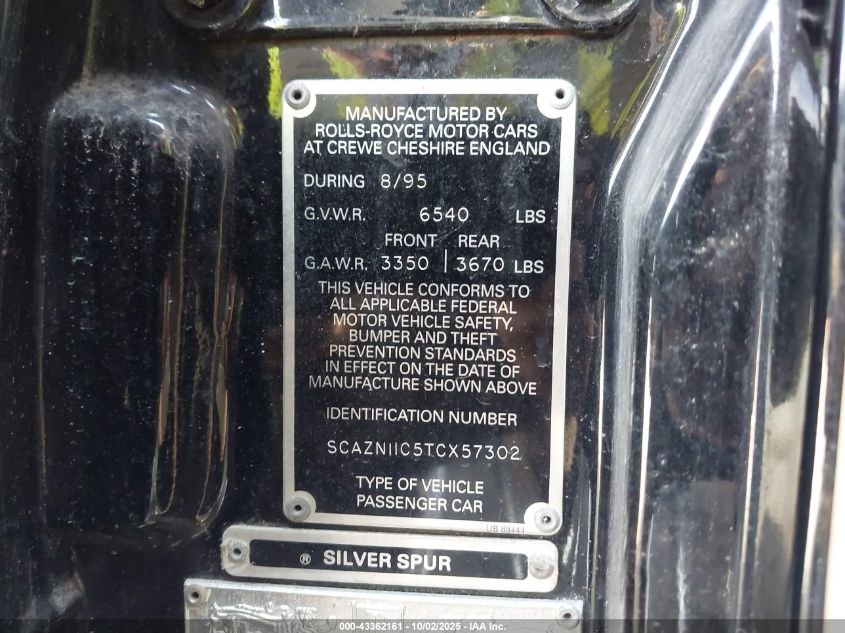 MANUFACTURED BY
ROLLS-ROYCE MOTOR CARS
AT CREWE CHESHIRE ENGLAND
DURING 8/95
G.V.W.R. 6540 LBS
FRONT REAR
G.A.W.R. 3350 | 3670 LBS
THIS VEHICLE CONFORMS TO
ALL APPLICABLE FEDERAL
MOTOR VEHICLE SAFETY,
BUMPER AND THEFT
PREVENTION STANDARDS
IN EFFECT ON THE DATE OF
MANUFACTURE SHOWN ABOVE
IDENTIFICATION NUMBER
SCAZN11C5TCX57302
TYPE OF VEHICLE
PASSENGER CAR
UB 88444
® SILVER SPUR
000-43362161 - 10/02/2025 - IAA Inc.